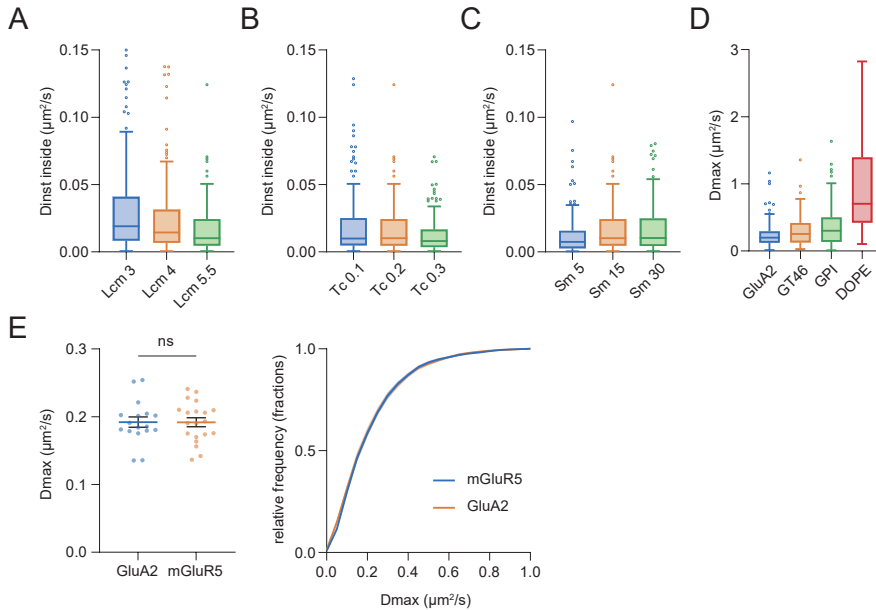 A
Dinst inside (μm²/s)
0.15
0.10
0.05
0.00
Lcm 3
Lcm 4
Lcm 5.5
B
Dinst inside (μm²/s)
0.15
0.10
0.05
0.00
Tc 0.1
Tc 0.2
Tc 0.3
C
Dinst inside (μm²/s)
0.15
0.10
0.05
0.00
Sm 5
Sm 15
Sm 30
D
Dmax (μm²/s)
3
2
1
0
GluA2
GT46
GPI
DOPE
E
Dmax (μm²/s)
0.3
0.2
0.1
0.0
ns
GluA2
mGluR5
relative frequency (fractions)
1.0
0.5
0.0
mGluR5
GluA2
0.0
0.2
0.4
0.6
0.8
1.0
Dmax (μm²/s)